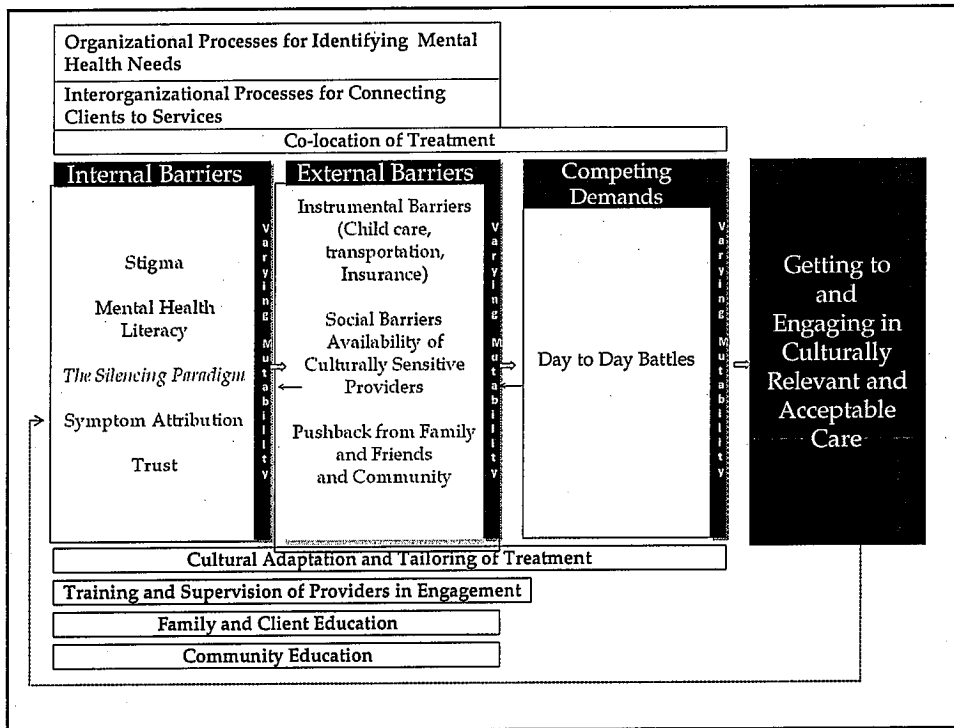 Organizational Processes for Identifying Mental
Health Needs
Interorganizational Processes for Connecting
Clients to Services
Co-location of Treatment
Internal Barriers
Stigma
Mental Health
Literacy
The Silencing Paradigm
Symptom Attribution
Trust
Varying Mutability
External Barriers
Instrumental Barriers
(Child care,
transportation,
Insurance)
Social Barriers
Availability of
Culturally Sensitive
Providers
Pushback from Family
and Friends
and Community
Varying Mutability
Competing
Demands
Day to Day Battles
Varying Mutability
Getting to
and
Engaging in
Culturally
Relevant and
Acceptable
Care
Cultural Adaptation and Tailoring of Treatment
Training and Supervision of Providers in Engagement
Family and Client Education
Community Education